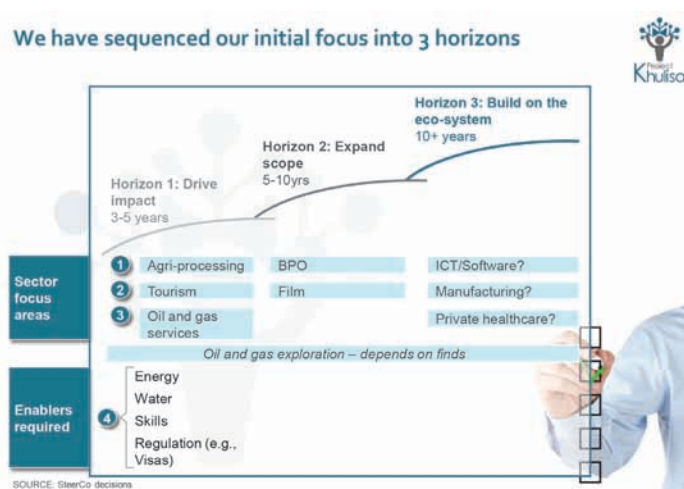 We have sequenced our initial focus into 3 horizons
Project
Khulisa
Horizon 3: Build on the
eco-system
10+ years
Horizon 2: Expand
scope
5-10yrs
Horizon 1: Drive
impact
3-5 years
Sector
focus
areas
1 Agri-processing BPO ICT/Software?
2 Tourism Film Manufacturing?
3 Oil and gas
services
Private healthcare?
Oil and gas exploration – depends on finds
Enablers
required
4
Energy
Water
Skills
Regulation (e.g.,
Visas)
SOURCE: SteerCo decisions